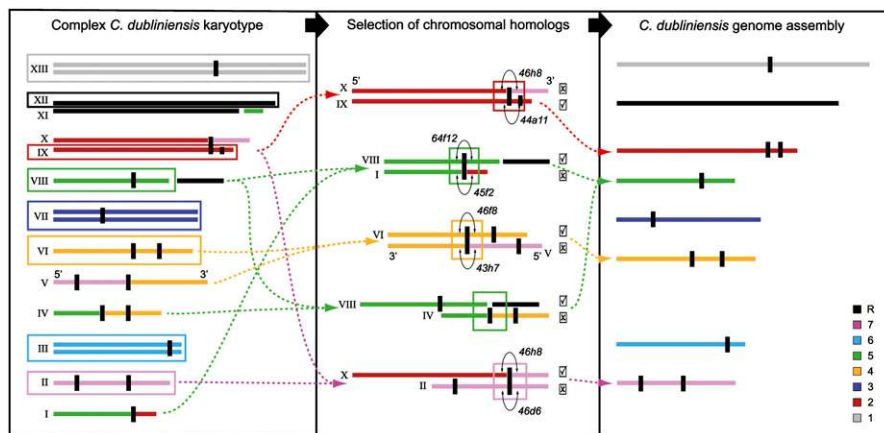 Complex C. dubliniensis karyotype
Selection of chromosomal homologs
C. dubliniensis genome assembly
XIII
XII
XI
X
IX
VIII
VII
VI
5'
3'
V
IV
III
II
I
5'
46h8
3'
X
IX
44a11
64f12
VIII
I
45f2
46f8
VI
3'
5'
V
43h7
VIII
IV
46h8
X
II
46d6
R
7
6
5
4
3
2
1